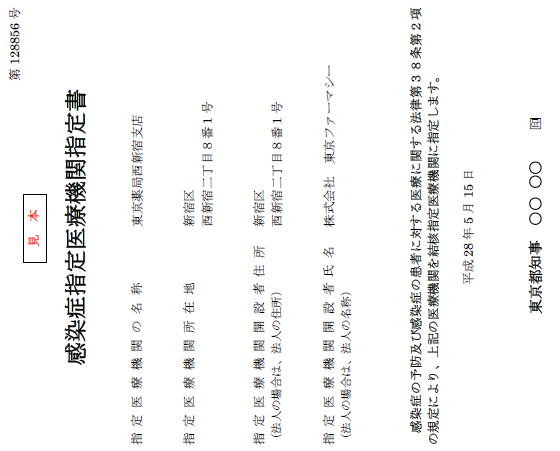 第 128856 号
見 本
感染症指定医療機関指定書
指定医療機関の名称 東京薬局西新宿支店
指定医療機関所在地 新宿区
西新宿二丁目８番１号
指定医療機関開設者住所 新宿区
(法人の場合は、法人の住所) 西新宿二丁目８番１号
指定医療機関開設者氏名 株式会社 東京ファーマシー
(法人の場合は、法人の名称)
感染症の予防及び感染症の患者に対する医療に関する法律第３８条第２項
の規定により、上記の医療機関を結核指定医療機関に指定します。
平成 28 年 5 月 15 日
東京都知事 〇〇 〇〇 印